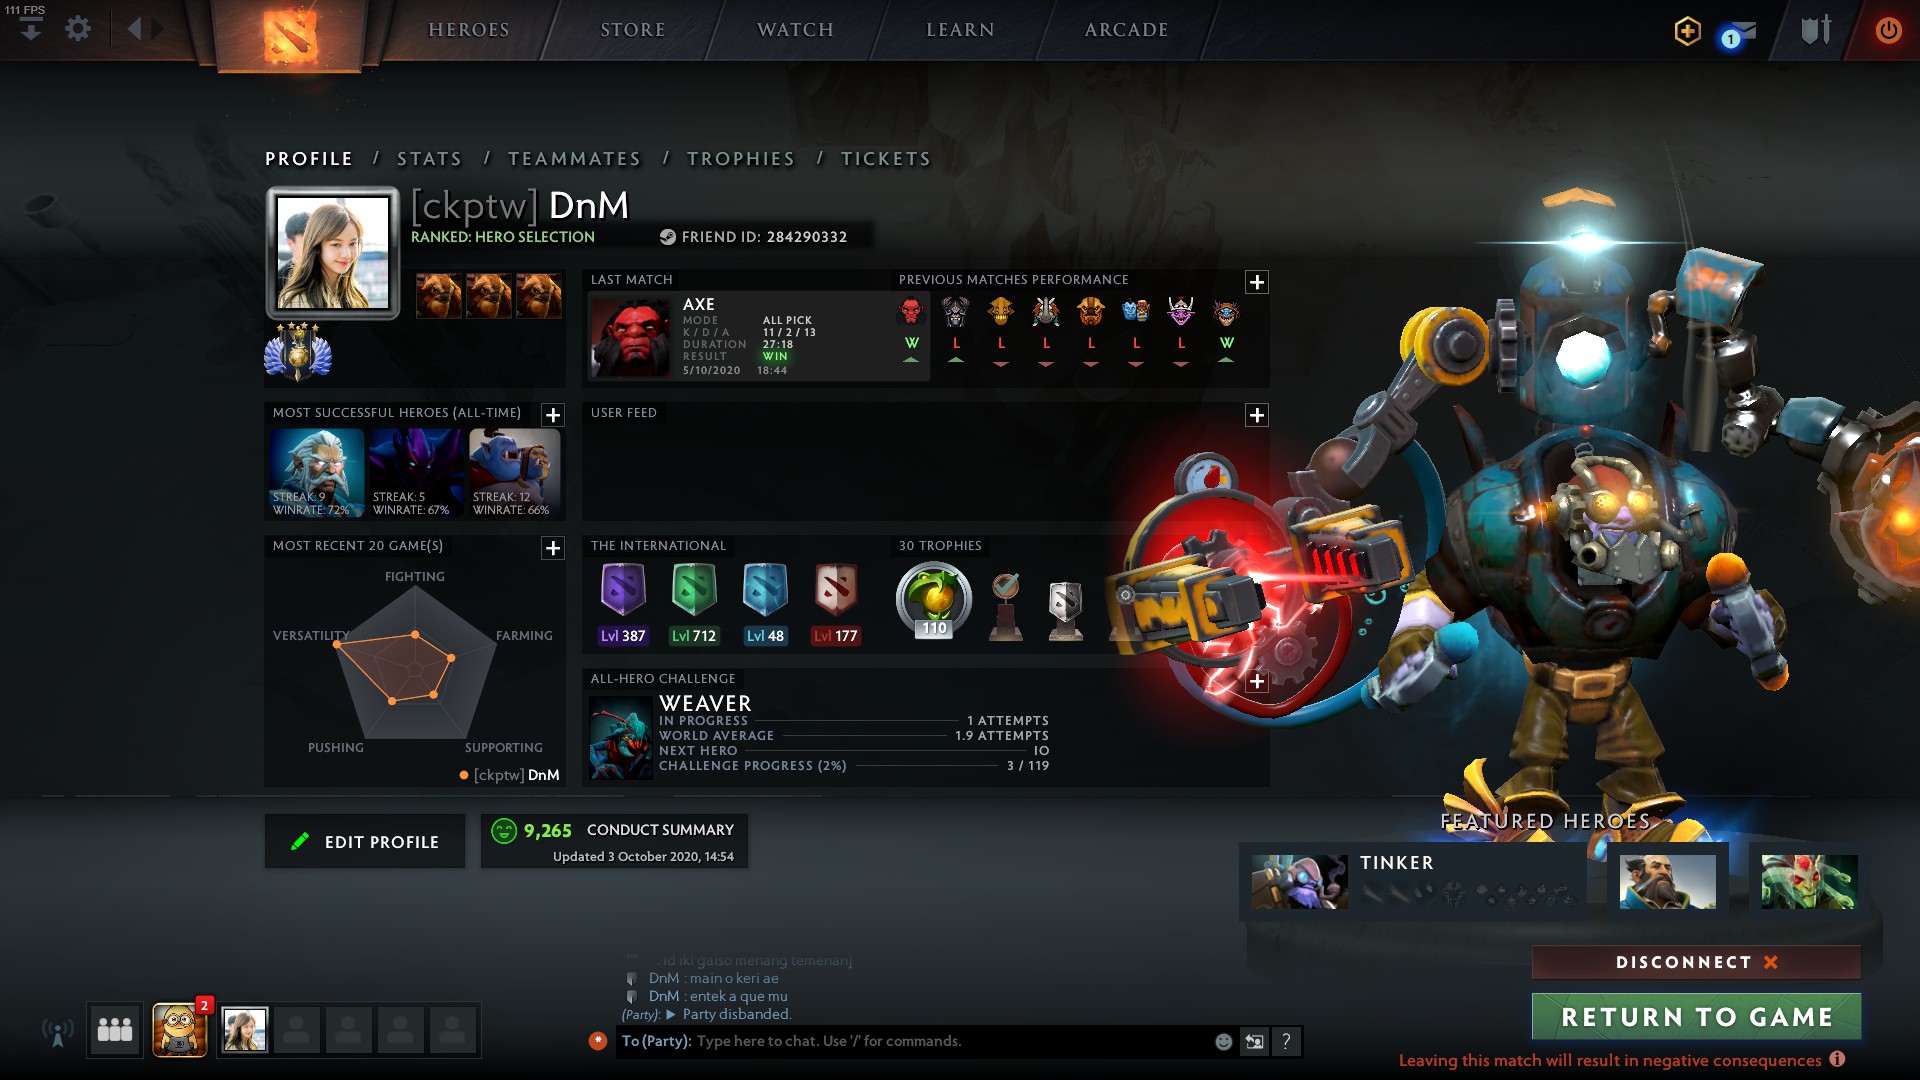 111 FPS
HEROES
STORE
WATCH
LEARN
ARCADE
1
PROFILE / STATS / TEAMMATES / TROPHIES / TICKETS
[ckptw] DnM
RANKED: HERO SELECTION
FRIEND ID: 284290332
LAST MATCH
AXE
MODE ALL PICK
K / D / A 11 / 2 / 13
DURATION 27:18
RESULT WIN
5/10/2020 18:44
PREVIOUS MATCHES PERFORMANCE
W L L L L L L W
MOST SUCCESSFUL HEROES (ALL-TIME)
STREAK: 9
WINRATE: 72%
STREAK: 5
WINRATE: 67%
STREAK: 12
WINRATE: 66%
USER FEED
MOST RECENT 20 GAME(S)
FIGHTING
VERSATILITY
FARMING
PUSHING
SUPPORTING
[ckptw] DnM
THE INTERNATIONAL
Lvl 387
Lvl 712
Lvl 48
Lvl 177
30 TROPHIES
110
ALL-HERO CHALLENGE
WEAVER
IN PROGRESS 1 ATTEMPTS
WORLD AVERAGE 1.9 ATTEMPTS
NEXT HERO IO
CHALLENGE PROGRESS (2%) 3 / 119
EDIT PROFILE
9,265 CONDUCT SUMMARY
Updated 3 October 2020, 14:54
FEATURED HEROES
TINKER
DISCONNECT
RETURN TO GAME
Leaving this match will result in negative consequences
2
DnM : main o keri ae
DnM : entek a que mu
(Party): Party disbanded.
To (Party): Type here to chat. Use '/' for commands.
?